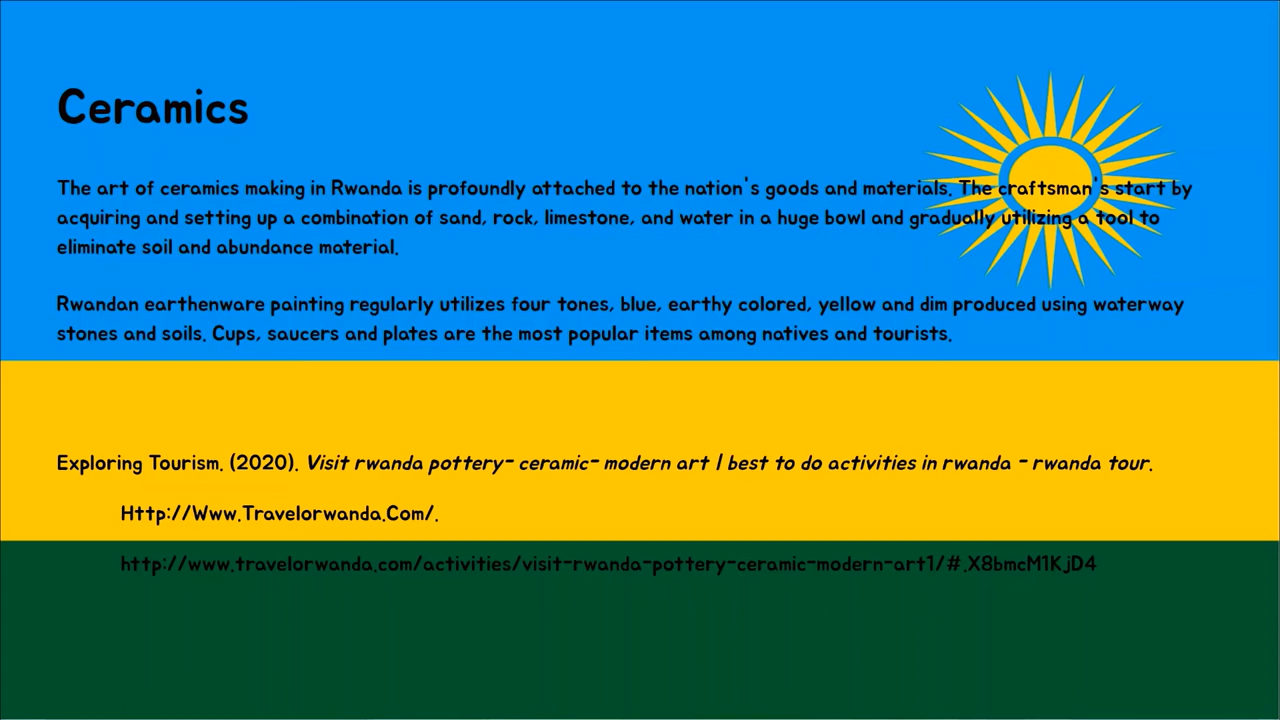 Ceramics
The art of ceramics making in Rwanda is profoundly attached to the nation's goods and materials. The craftsman's start by
acquiring and setting up a combination of sand, rock, limestone, and water in a huge bowl and gradually utilizing a tool to
eliminate soil and abundance material.
Rwandan earthenware painting regularly utilizes four tones, blue, earthy colored, yellow and dim produced using waterway
stones and soils. Cups, saucers and plates are the most popular items among natives and tourists.
Exploring Tourism. (2020). Visit rwanda pottery- ceramic- modern art | best to do activities in rwanda - rwanda tour.
Http://Www.Travelorwanda.Com/.
http://www.travelorwanda.com/activities/visit-rwanda-pottery-ceramic-modern-art1/#.X8bmcM1KjD4